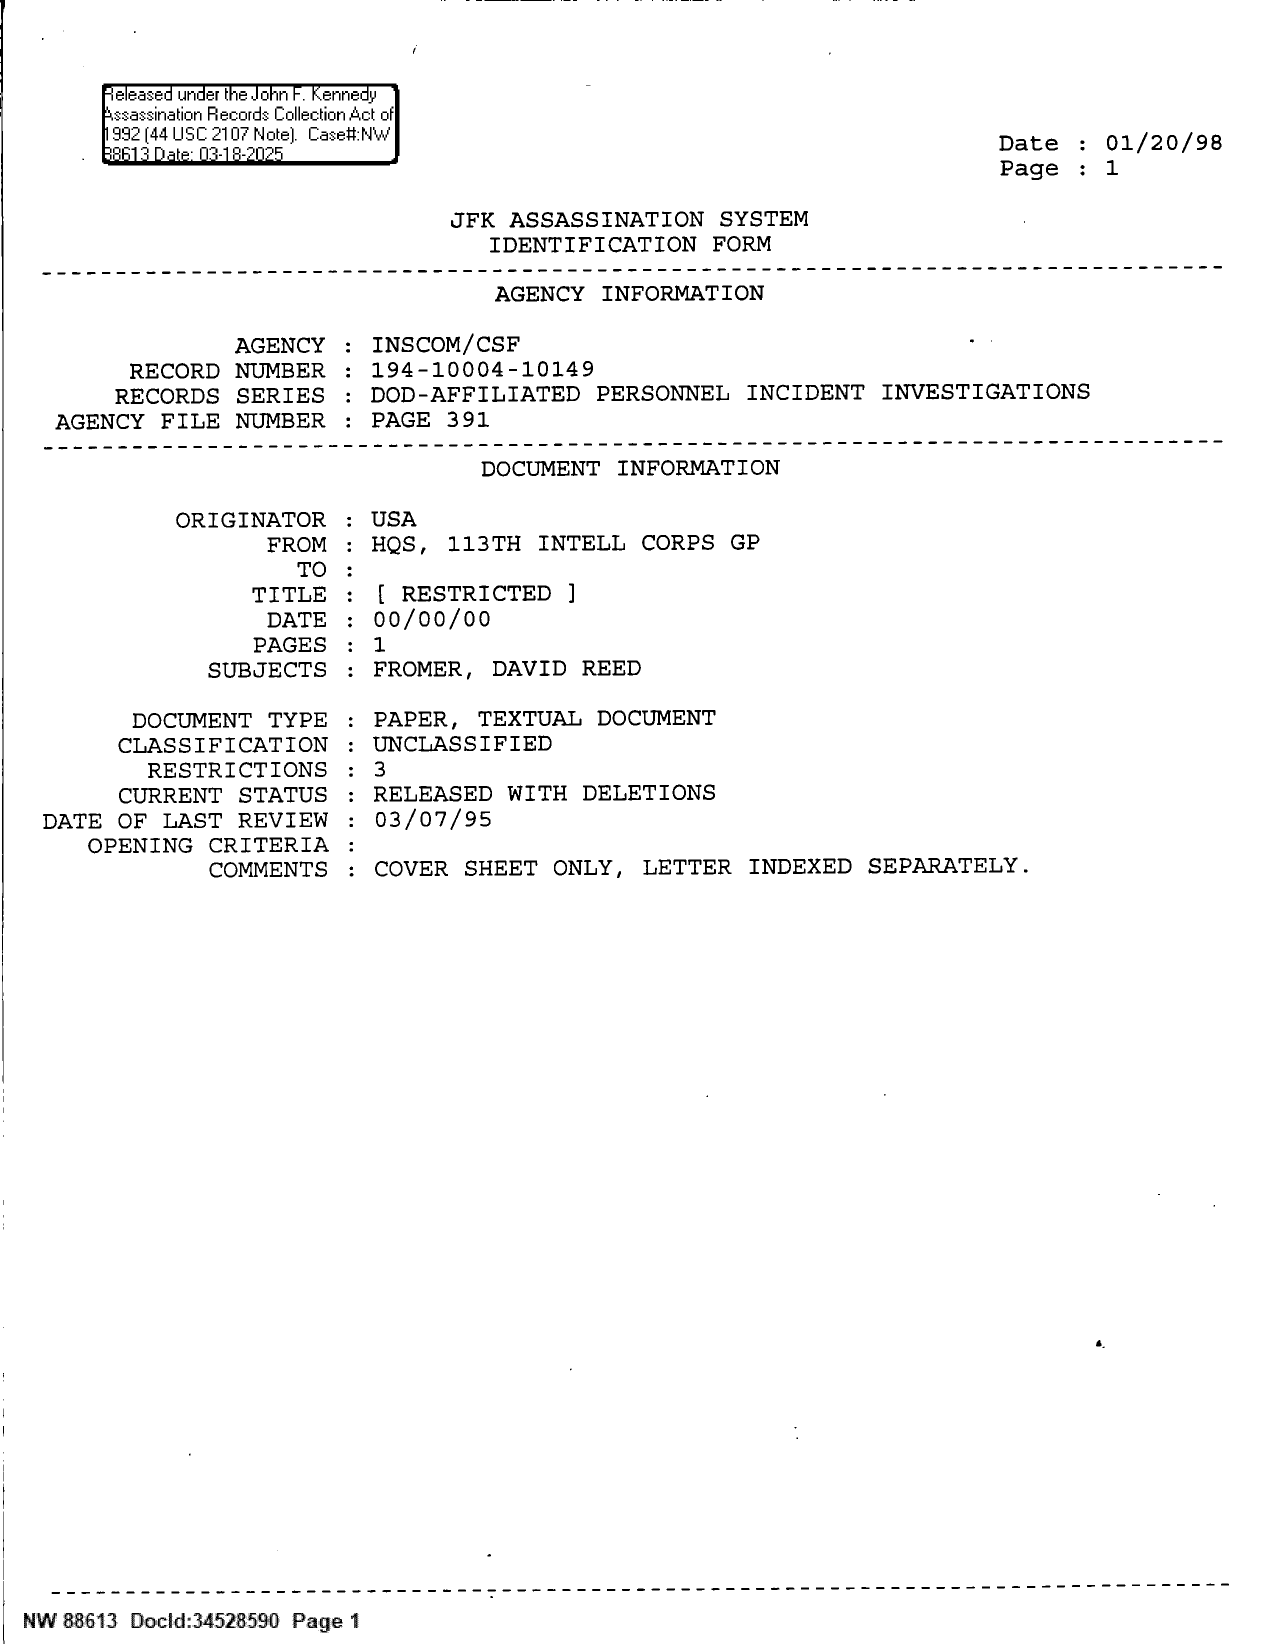 Released under the John F. Kennedy
Assassination Records Collection Act of
1992 (44 USC 2107 Note). Case#:NW
88613 Date: 03-18-2025
Date : 01/20/98
Page : 1
JFK ASSASSINATION SYSTEM
IDENTIFICATION FORM
AGENCY INFORMATION
AGENCY : INSCOM/CSF
RECORD NUMBER : 194-10004-10149
RECORDS SERIES : DOD-AFFILIATED PERSONNEL INCIDENT INVESTIGATIONS
AGENCY FILE NUMBER : PAGE 391
DOCUMENT INFORMATION
ORIGINATOR : USA
FROM : HQS, 113TH INTELL CORPS GP
TO :
TITLE : [ RESTRICTED ]
DATE : 00/00/00
PAGES : 1
SUBJECTS : FROMER, DAVID REED
DOCUMENT TYPE : PAPER, TEXTUAL DOCUMENT
CLASSIFICATION : UNCLASSIFIED
RESTRICTIONS : 3
CURRENT STATUS : RELEASED WITH DELETIONS
DATE OF LAST REVIEW : 03/07/95
OPENING CRITERIA :
COMMENTS : COVER SHEET ONLY, LETTER INDEXED SEPARATELY.
NW 88613 DocId:34528590 Page 1